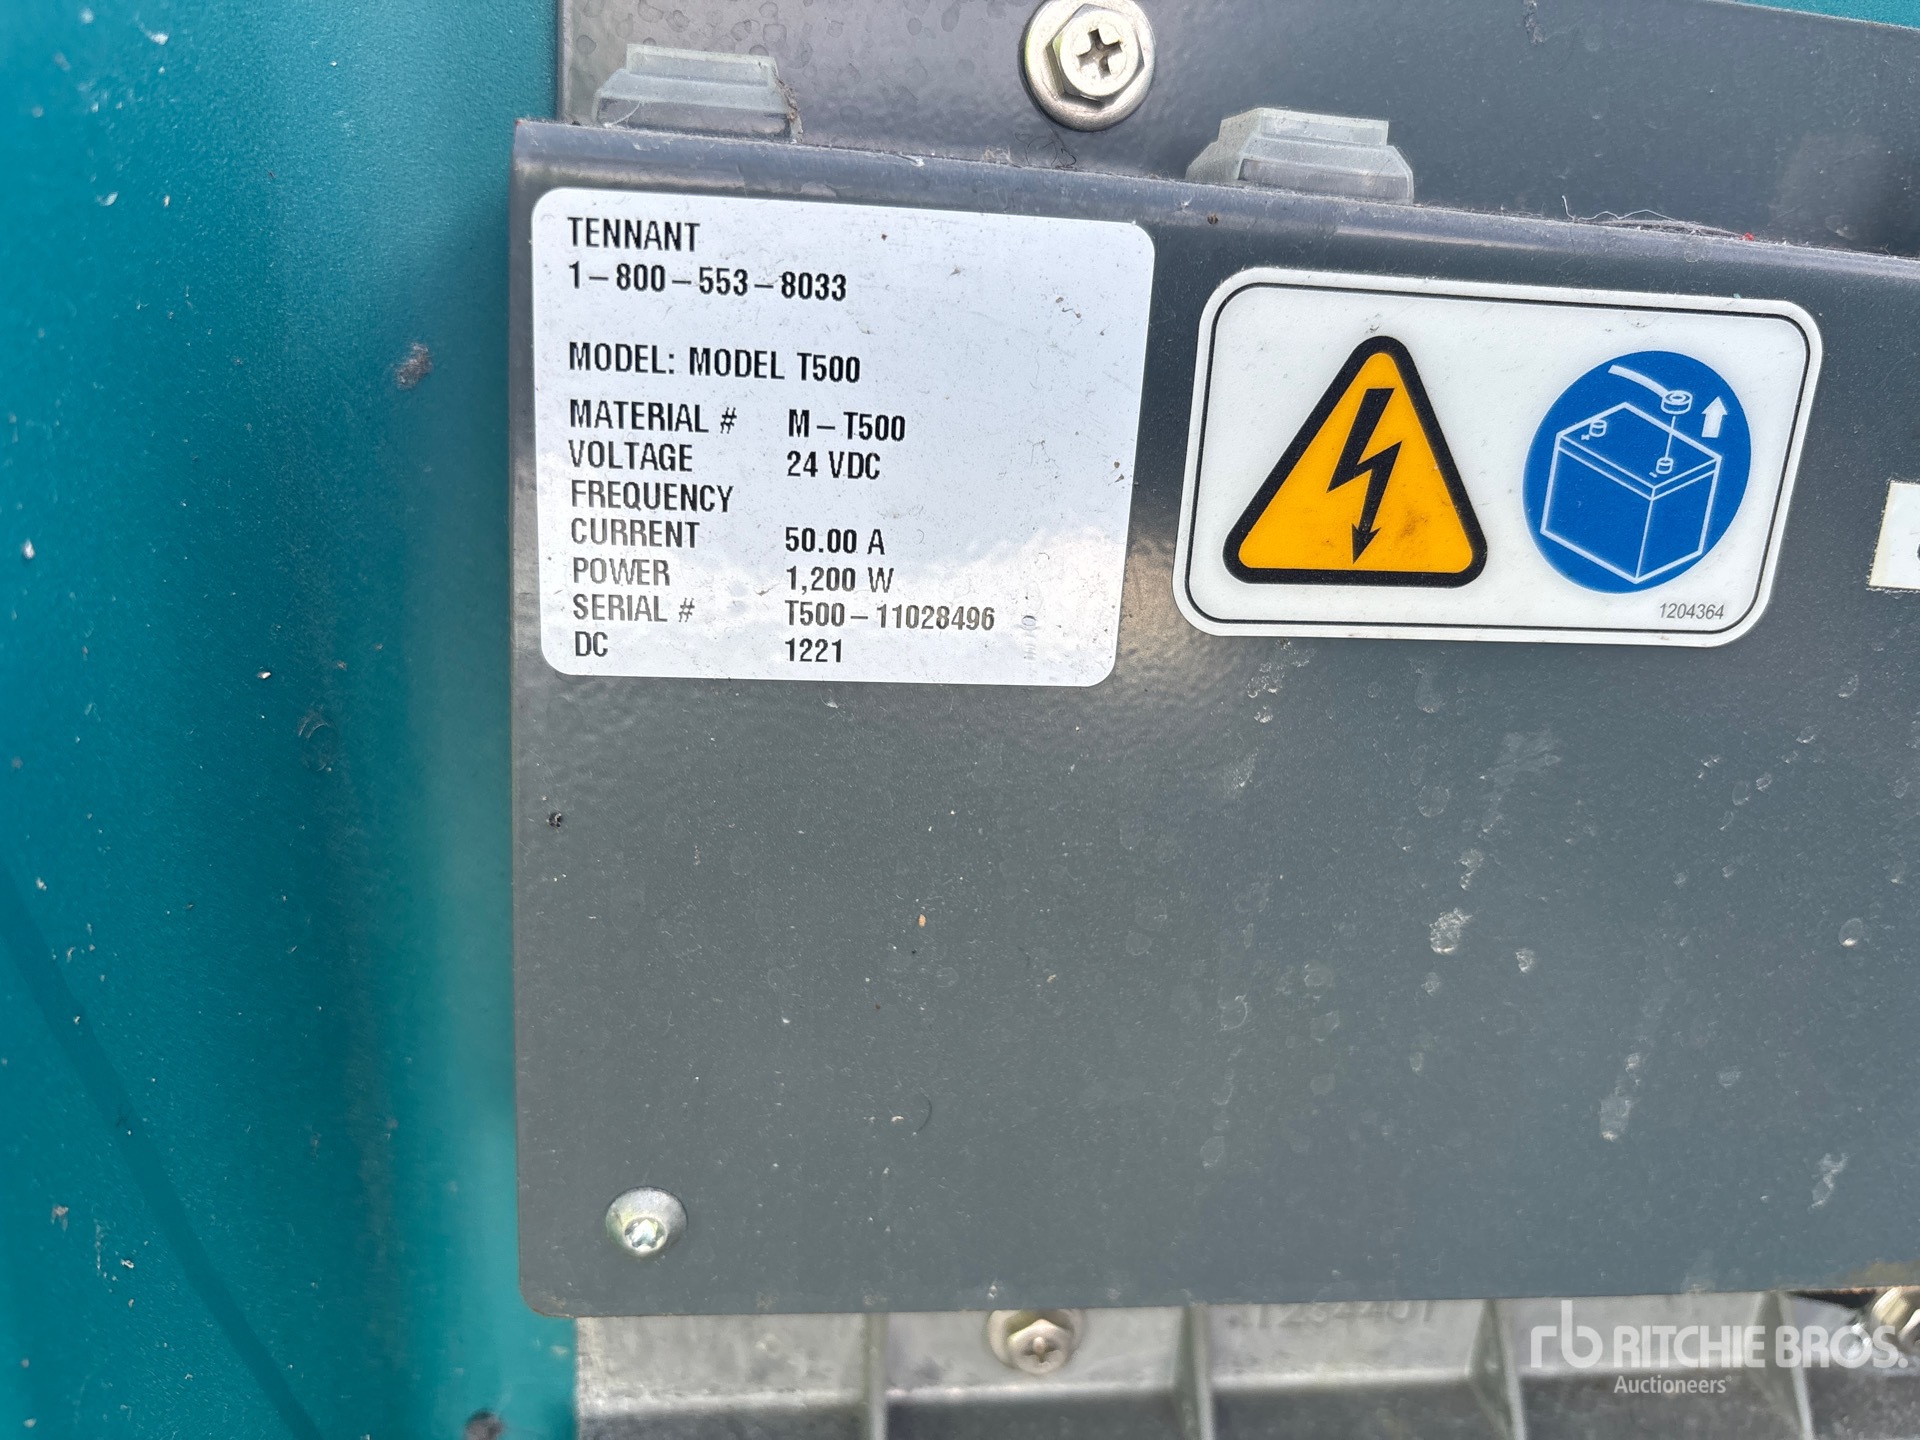 TENNANT
1-800-553-8033
MODEL: MODEL T500
MATERIAL # M-T500
VOLTAGE 24 VDC
FREQUENCY
CURRENT 50.00 A
POWER 1,200 W
SERIAL # T500-11028496
DC 1221
1204364
rb RITCHIE BROS.
Auctioneers